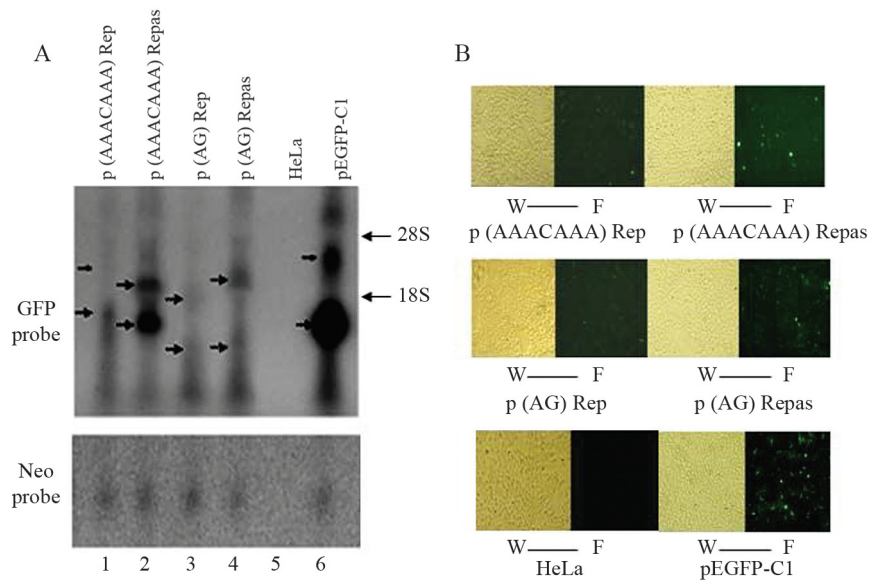 A
p (AAACAAA) Rep
p (AAACAAA) Repas
p (AG) Rep
p (AG) Repas
HeLa
pEGFP-C1
28S
18S
GFP
probe
Neo
probe
1 2 3 4 5 6
B
W F W F
p (AAACAAA) Rep p (AAACAAA) Repas
W F W F
p (AG) Rep p (AG) Repas
W F W F
HeLa pEGFP-C1